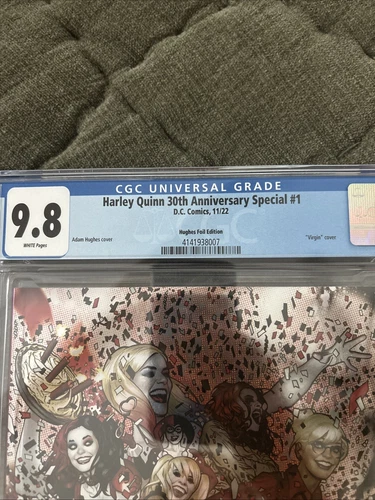 CGC UNIVERSAL GRADE
9.8
WHITE Pages
Harley Quinn 30th Anniversary Special #1
D.C. Comics, 11/22
Adam Hughes cover
Hughes Foil Edition
"Virgin" cover
4141938007